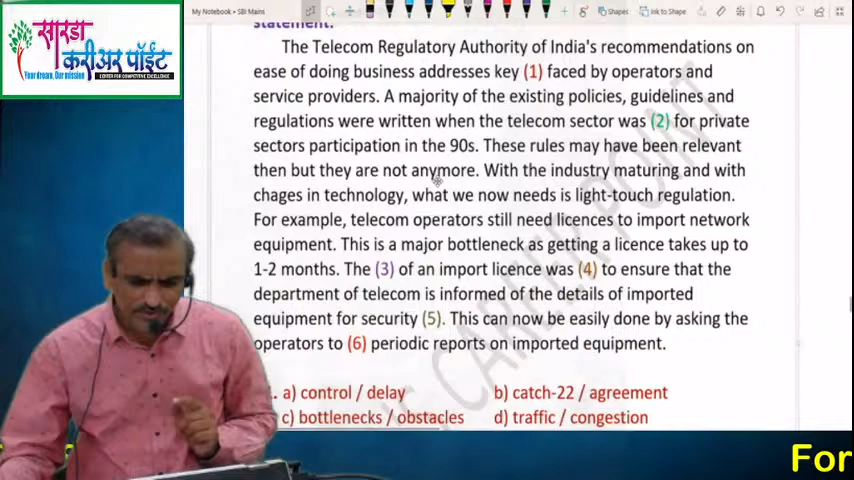 My Notebook • SBI Mains
Shapes
Ink to Shape
सारडा
करीअर पॉईंट
Your dream, Our mission
CENTER FOR COMPETITIVE EXCELLENCE
statement.
The Telecom Regulatory Authority of India's recommendations on
ease of doing business addresses key (1) faced by operators and
service providers. A majority of the existing policies, guidelines and
regulations were written when the telecom sector was (2) for private
sectors participation in the 90s. These rules may have been relevant
then but they are not anymore. With the industry maturing and with
chages in technology, what we now needs is light-touch regulation.
For example, telecom operators still need licences to import network
equipment. This is a major bottleneck as getting a licence takes up to
1-2 months. The (3) of an import licence was (4) to ensure that the
department of telecom is informed of the details of imported
equipment for security (5). This can now be easily done by asking the
operators to (6) periodic reports on imported equipment.
a) control / delay b) catch-22 / agreement
c) bottlenecks / obstacles d) traffic / congestion
CAREER POINT
For